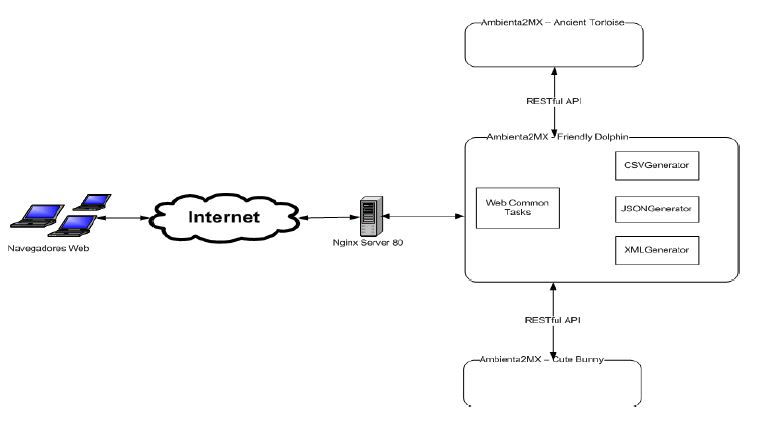 Ambienta2MX – Ancient Tortoise
RESTful API
Ambienta2MX - Friendly Dolphin
CSVGenerator
Web Common
Tasks
JSONGenerator
XMLGenerator
Internet
Nginx Server 80
Navegadores Web
RESTful API
Ambienta2MX – Cute Bunny